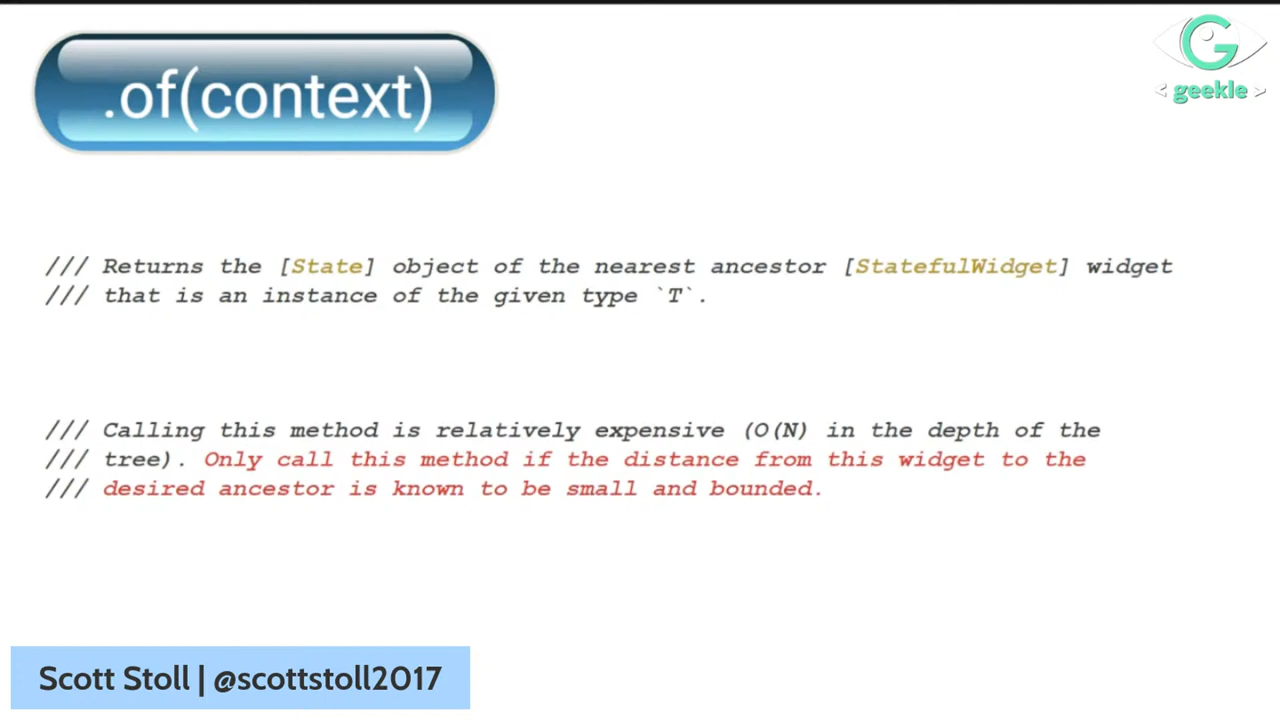 .of(context)
G
< geekle >
/// Returns the [State] object of the nearest ancestor [StatefulWidget] widget
/// that is an instance of the given type `T`.
/// Calling this method is relatively expensive (O(N) in the depth of the
/// tree). Only call this method if the distance from this widget to the
/// desired ancestor is known to be small and bounded.
Scott Stoll | @scottstoll2017